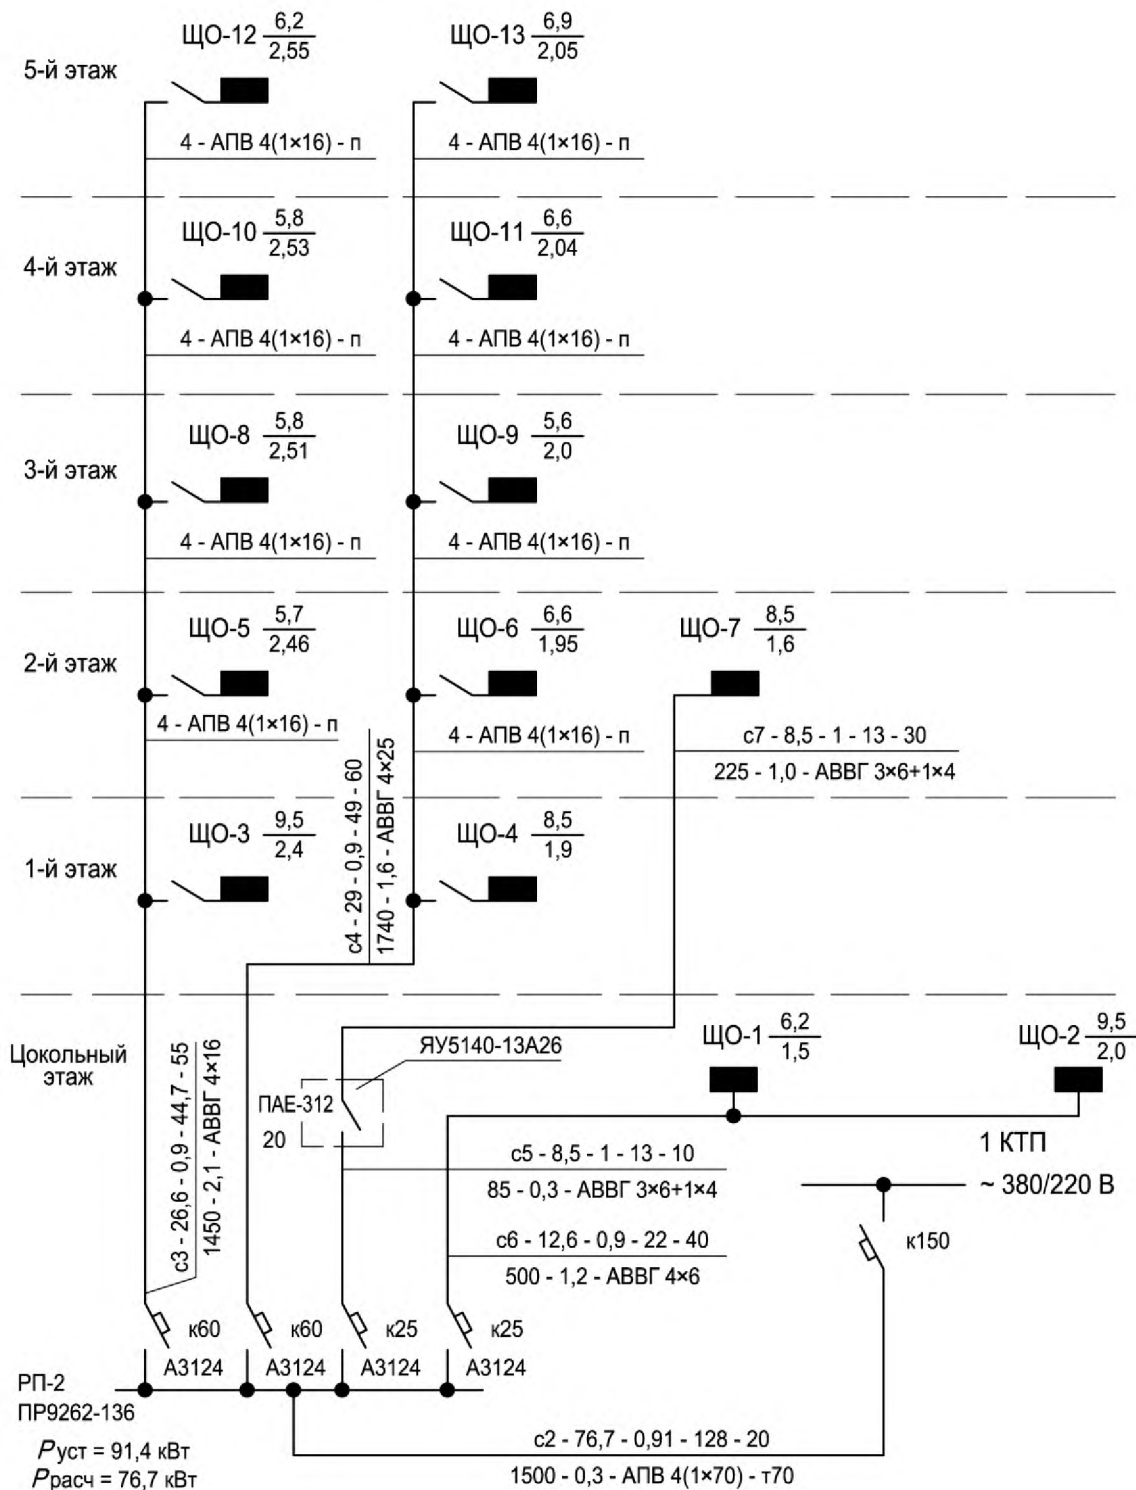 5-й этаж
ЩО-12 6,2
2,55
ЩО-13 6,9
2,05
4 - АПВ 4(1×16) - п
4 - АПВ 4(1×16) - п
4-й этаж
ЩО-10 5,8
2,53
ЩО-11 6,6
2,04
4 - АПВ 4(1×16) - п
4 - АПВ 4(1×16) - п
3-й этаж
ЩО-8 5,8
2,51
ЩО-9 5,6
2,0
4 - АПВ 4(1×16) - п
4 - АПВ 4(1×16) - п
2-й этаж
ЩО-5 5,7
2,46
ЩО-6 6,6
1,95
ЩО-7 8,5
1,6
4 - АПВ 4(1×16) - п
4 - АПВ 4(1×16) - п
с7 - 8,5 - 1 - 13 - 30
225 - 1,0 - АВВГ 3×6+1×4
с4 - 29 - 0,9 - 49 - 60
1740 - 1,6 - АВВГ 4×25
1-й этаж
ЩО-3 9,5
2,4
ЩО-4 8,5
1,9
Цокольный
этаж
с3 - 26,6 - 0,9 - 44,7 - 55
1450 - 2,1 - АВВГ 4×16
ЯУ5140-13А26
ПАЕ-312
20
ЩО-1 6,2
1,5
ЩО-2 9,5
2,0
с5 - 8,5 - 1 - 13 - 10
85 - 0,3 - АВВГ 3×6+1×4
с6 - 12,6 - 0,9 - 22 - 40
500 - 1,2 - АВВГ 4×6
1 КТП
~ 380/220 В
к150
к60
к60
к25
к25
А3124
А3124
А3124
А3124
РП-2
ПР9262-136
Pуст = 91,4 кВт
Pрасч = 76,7 кВт
с2 - 76,7 - 0,91 - 128 - 20
1500 - 0,3 - АПВ 4(1×70) - т70